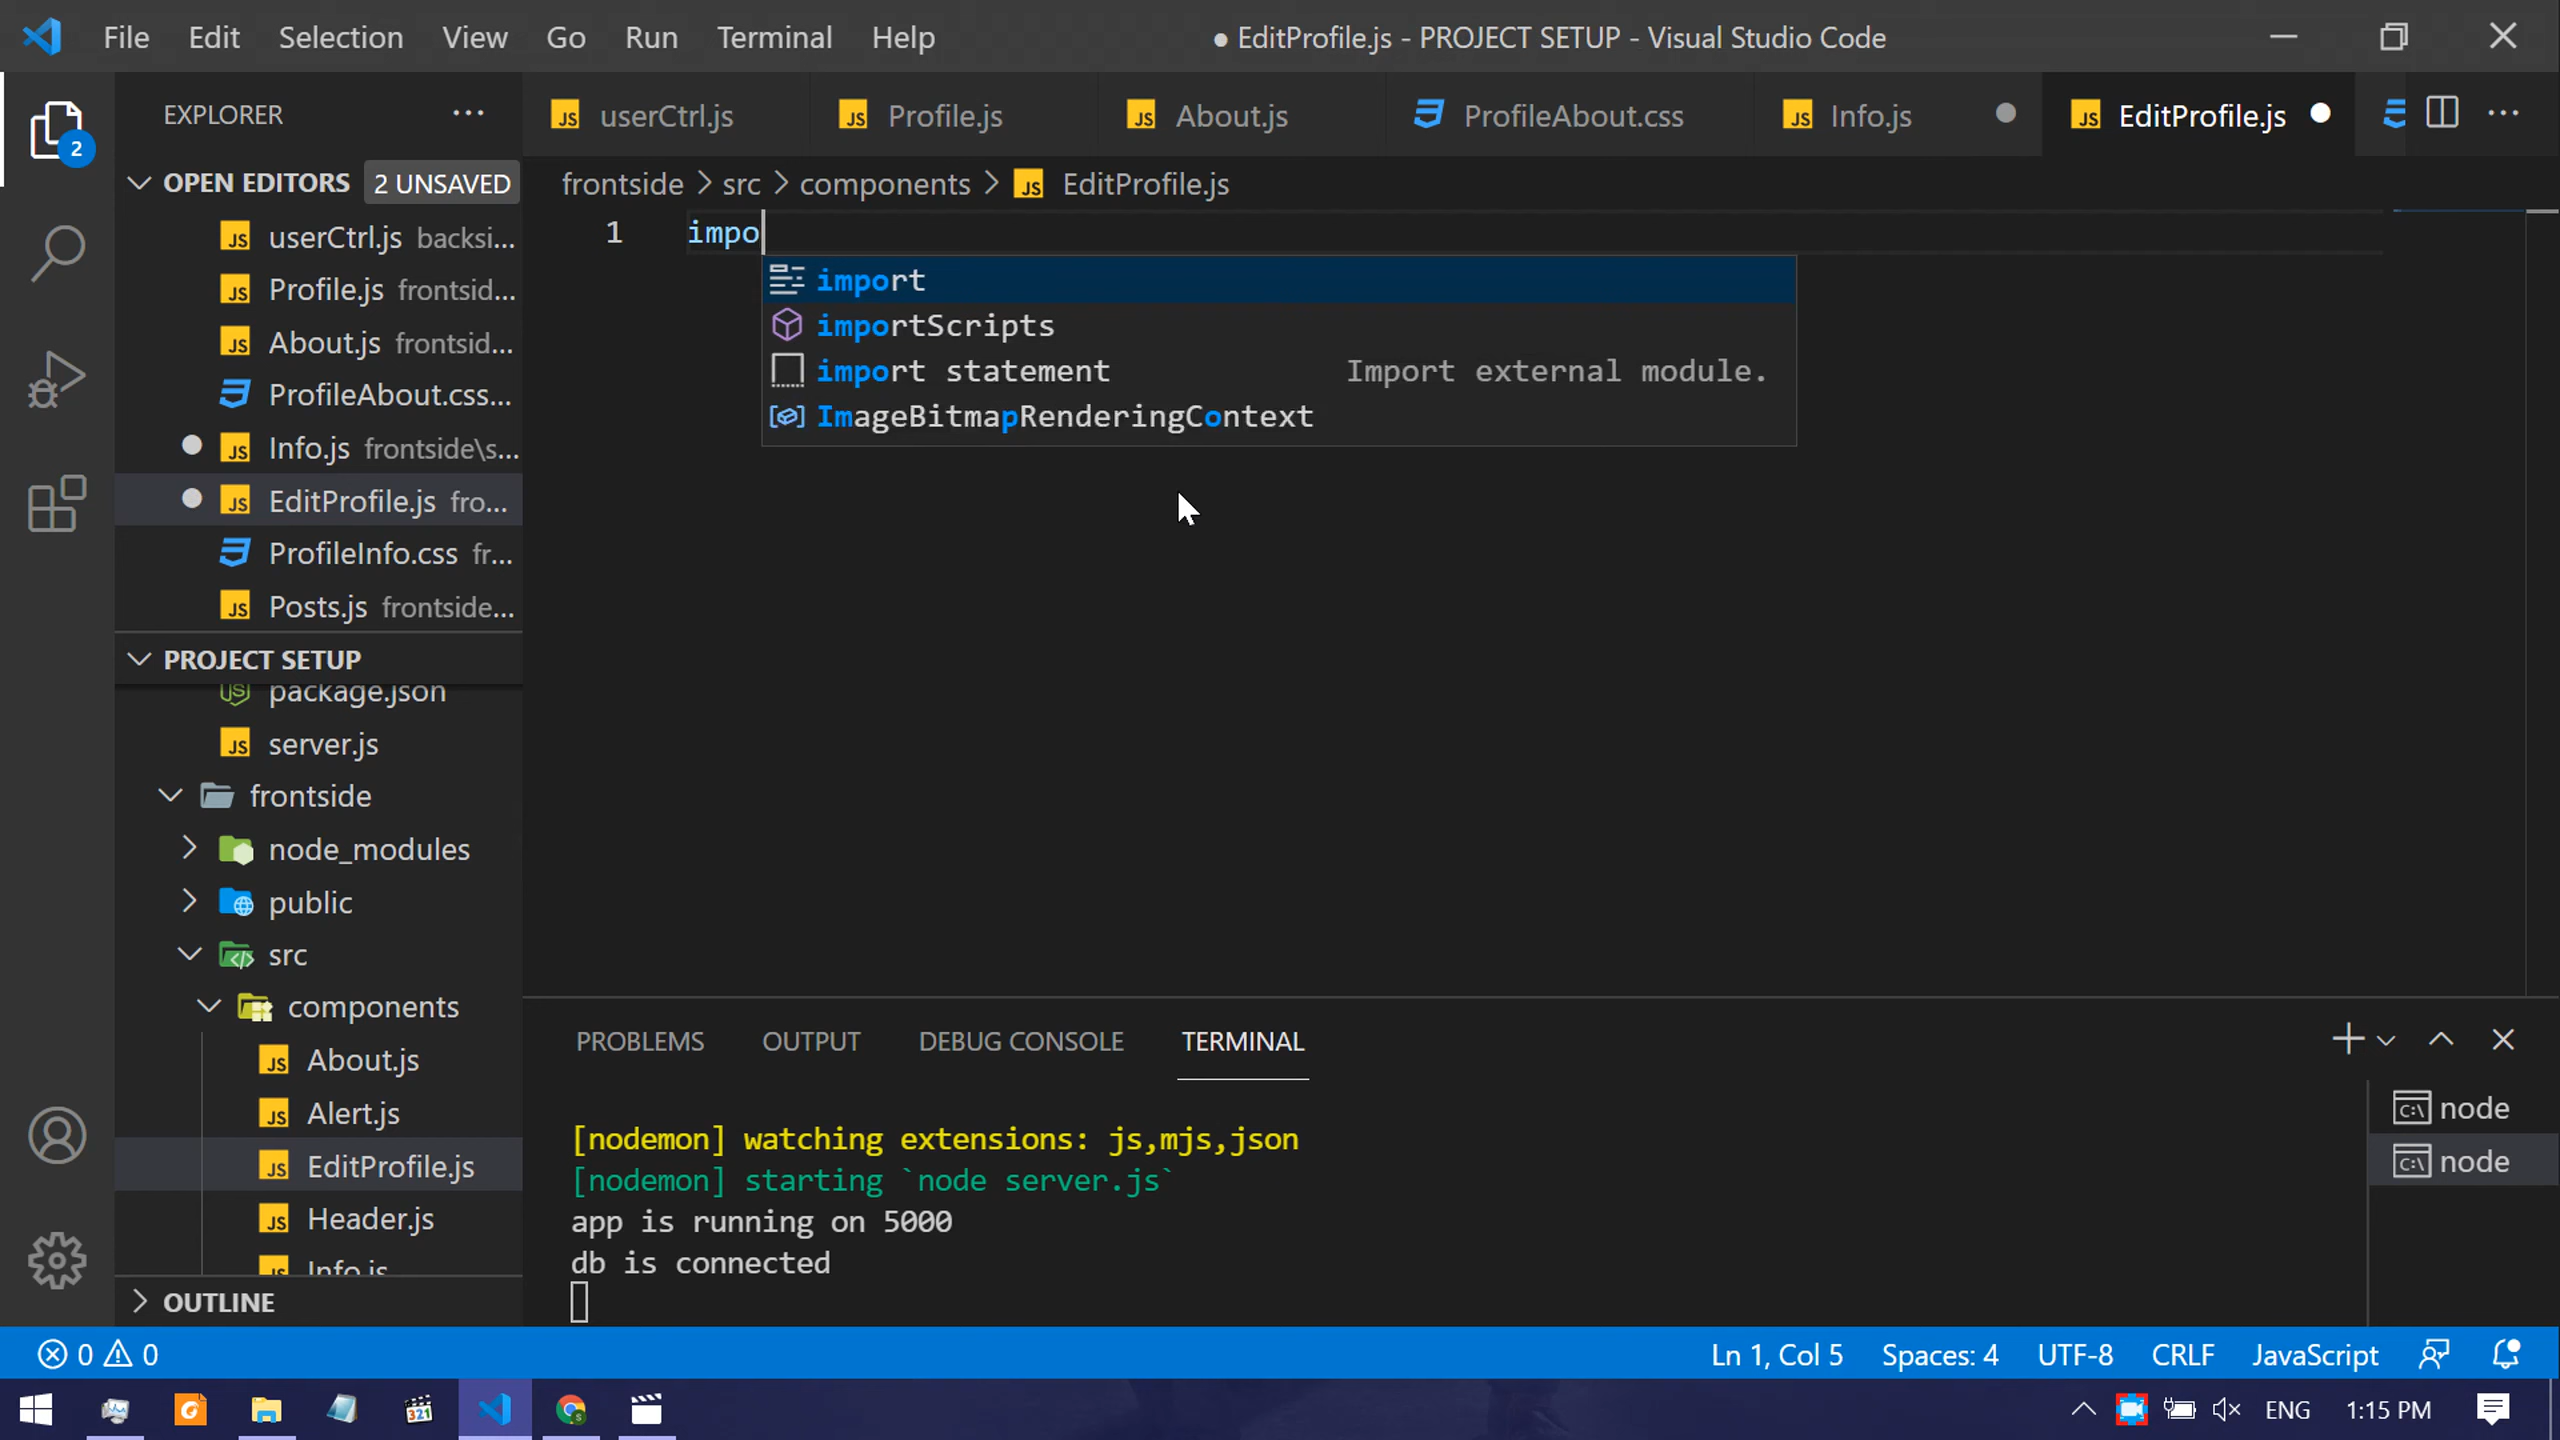 File Edit Selection View Go Run Terminal Help
● EditProfile.js - PROJECT SETUP - Visual Studio Code
EXPLORER
userCtrl.js
Profile.js
About.js
ProfileAbout.css
Info.js
EditProfile.js
2
OPEN EDITORS 2 UNSAVED
frontside > src > components > EditProfile.js
userCtrl.js backsi...
Profile.js frontsid...
About.js frontsid...
ProfileAbout.css...
Info.js frontside\s...
EditProfile.js fro...
ProfileInfo.css fr...
Posts.js frontside...
1 impo
import
importScripts
import statement Import external module.
ImageBitmapRenderingContext
PROJECT SETUP
package.json
server.js
frontside
node_modules
public
src
components
About.js
Alert.js
EditProfile.js
Header.js
Info.js
OUTLINE
PROBLEMS OUTPUT DEBUG CONSOLE TERMINAL
[nodemon] watching extensions: js,mjs,json
[nodemon] starting `node server.js`
app is running on 5000
db is connected
node
node
0 0
Ln 1, Col 5 Spaces: 4 UTF-8 CRLF JavaScript
321
ENG 1:15 PM